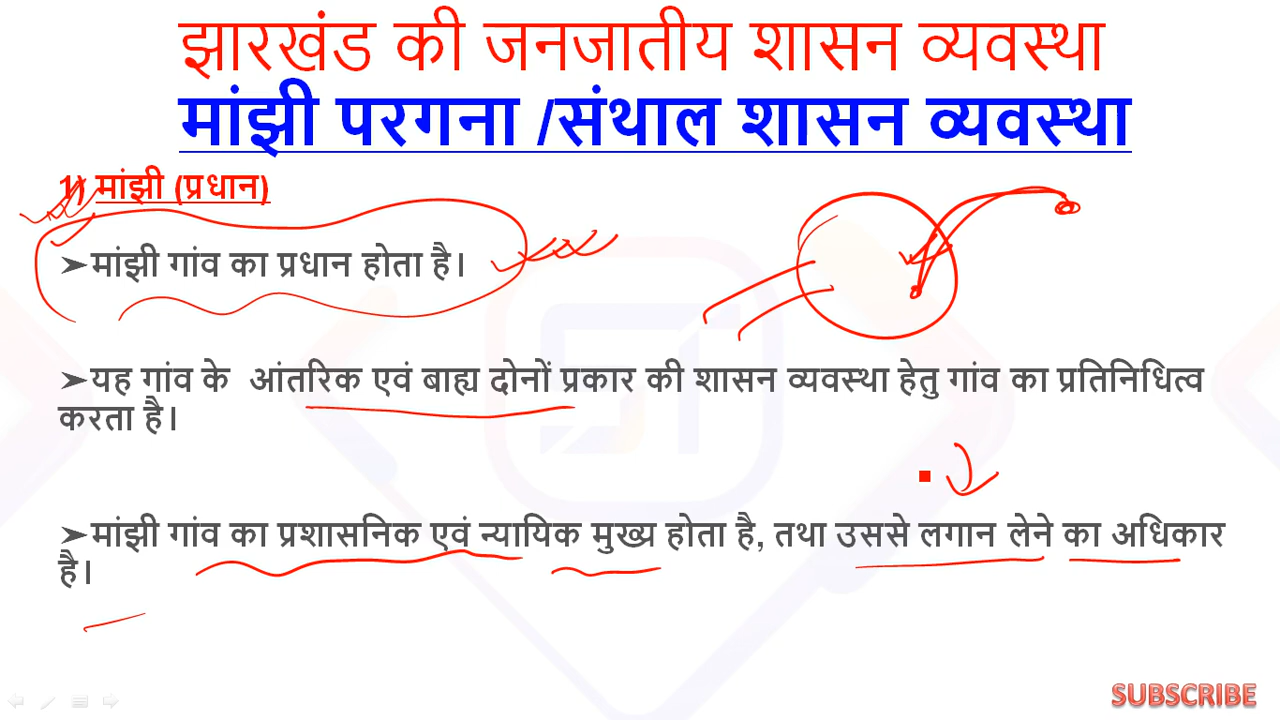 झारखंड की जनजातीय शासन व्यवस्था
मांझी परगना /संथाल शासन व्यवस्था
1) मांझी (प्रधान)
➢मांझी गांव का प्रधान होता है।
➢यह गांव के आंतरिक एवं बाह्य दोनों प्रकार की शासन व्यवस्था हेतु गांव का प्रतिनिधित्व
करता है।
➢मांझी गांव का प्रशासनिक एवं न्यायिक मुख्य होता है, तथा उससे लगान लेने का अधिकार
है।
SUBSCRIBE